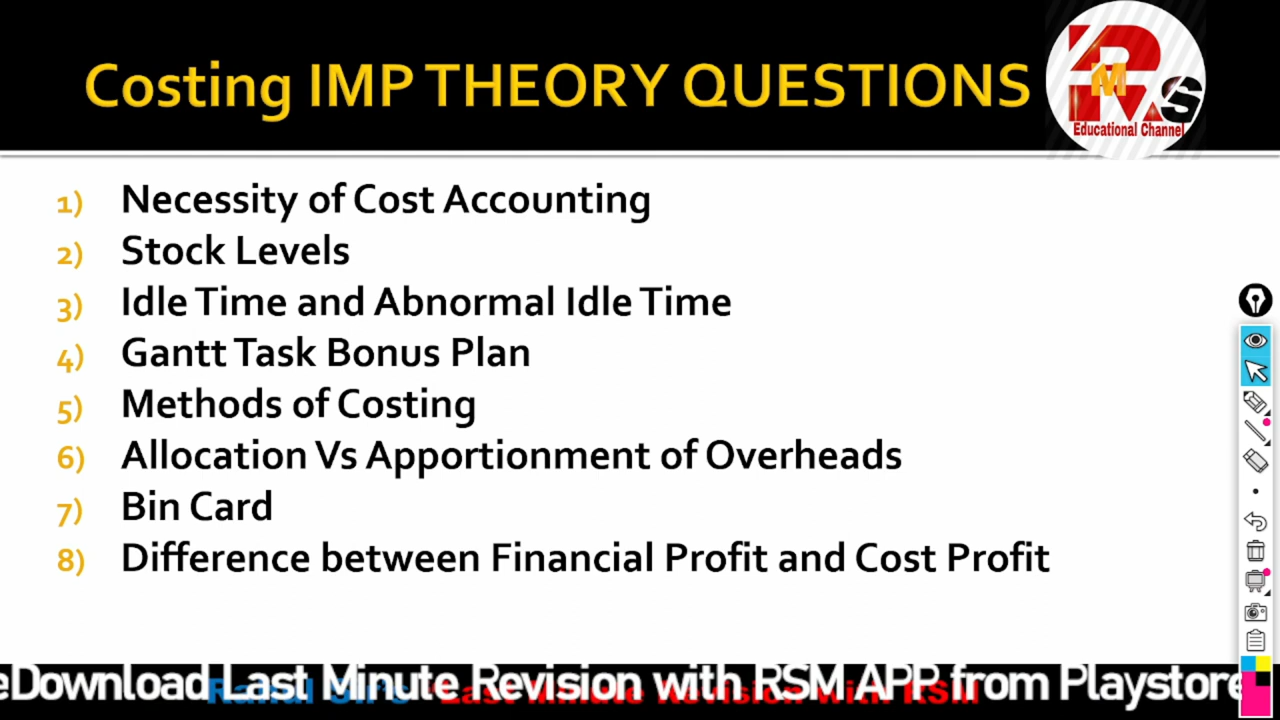 Costing IMP THEORY QUESTIONS
RMS
Educational Channel
1) Necessity of Cost Accounting
2) Stock Levels
3) Idle Time and Abnormal Idle Time
4) Gantt Task Bonus Plan
5) Methods of Costing
6) Allocation Vs Apportionment of Overheads
7) Bin Card
8) Difference between Financial Profit and Cost Profit
eDownload Last Minute Revision with RSM APP from Playstore